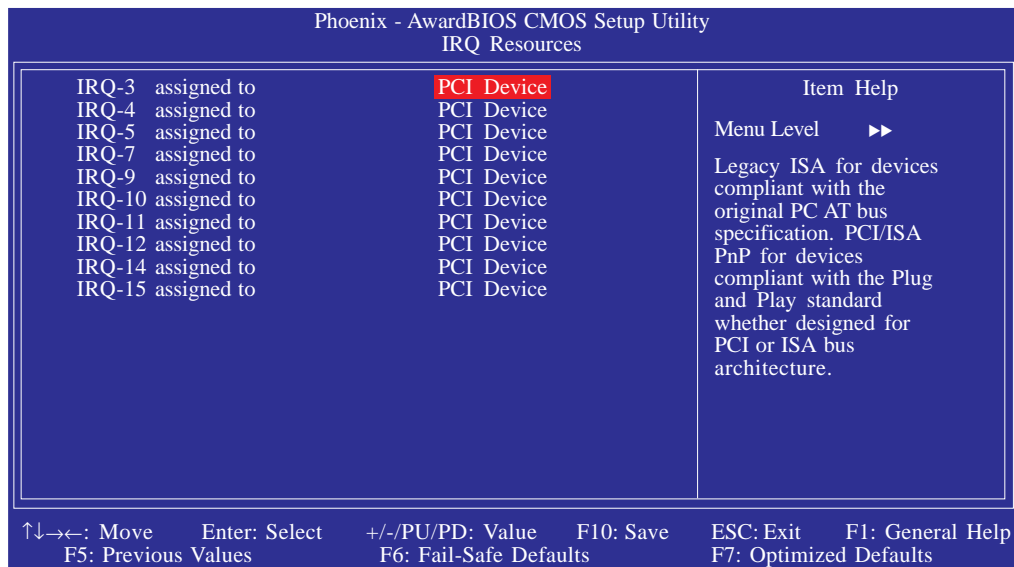 Phoenix - AwardBIOS CMOS Setup Utility
IRQ Resources
IRQ-3 assigned to PCI Device
IRQ-4 assigned to PCI Device
IRQ-5 assigned to PCI Device
IRQ-7 assigned to PCI Device
IRQ-9 assigned to PCI Device
IRQ-10 assigned to PCI Device
IRQ-11 assigned to PCI Device
IRQ-12 assigned to PCI Device
IRQ-14 assigned to PCI Device
IRQ-15 assigned to PCI Device
Item Help
Menu Level ▶▶
Legacy ISA for devices
compliant with the
original PC AT bus
specification. PCI/ISA
PnP for devices
compliant with the Plug
and Play standard
whether designed for
PCI or ISA bus
architecture.
↑↓→←: Move Enter: Select +/-/PU/PD: Value F10: Save ESC: Exit F1: General Help
F5: Previous Values F6: Fail-Safe Defaults F7: Optimized Defaults